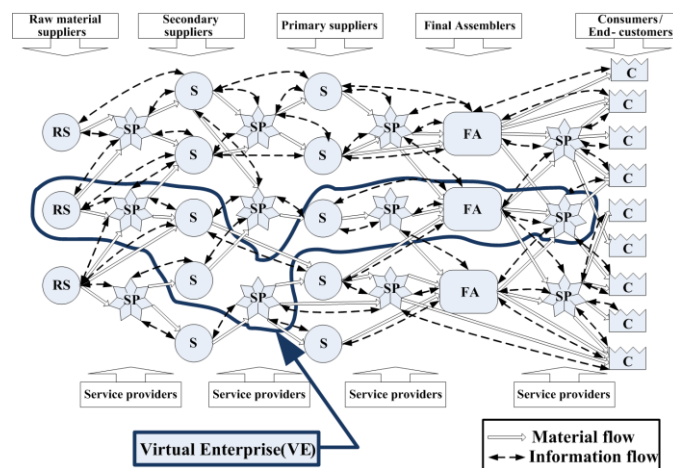 Raw material
suppliers
Secondary
suppliers
Primary suppliers
Final Assemblers
Consumers/
End- customers
C
S
S
C
RS
SP
SP
SP
FA
SP
C
S
S
C
RS
SP
S
SP
S
SP
FA
SP
C
C
RS
SP
S
SP
S
SP
FA
SP
C
C
S
S
C
Service providers
Service providers
Service providers
Service providers
Virtual Enterprise(VE)
Material flow
Information flow